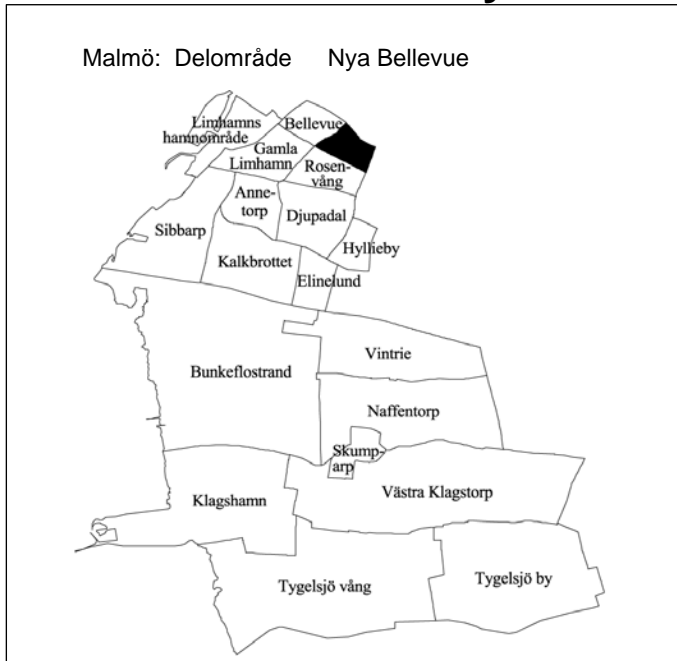 Malmö: Delområde Nya Bellevue
Limhamns
hamnområde
Bellevue
Gamla
Limhamn
Rosen-
vång
Anne-
torp
Djupadal
Sibbarp
Hyllieby
Kalkbrottet
Elinelund
Vintrie
Bunkeflostrand
Naffentorp
Skump-
arp
Klagshamn
Västra Klagstorp
Tygelsjö vång
Tygelsjö by